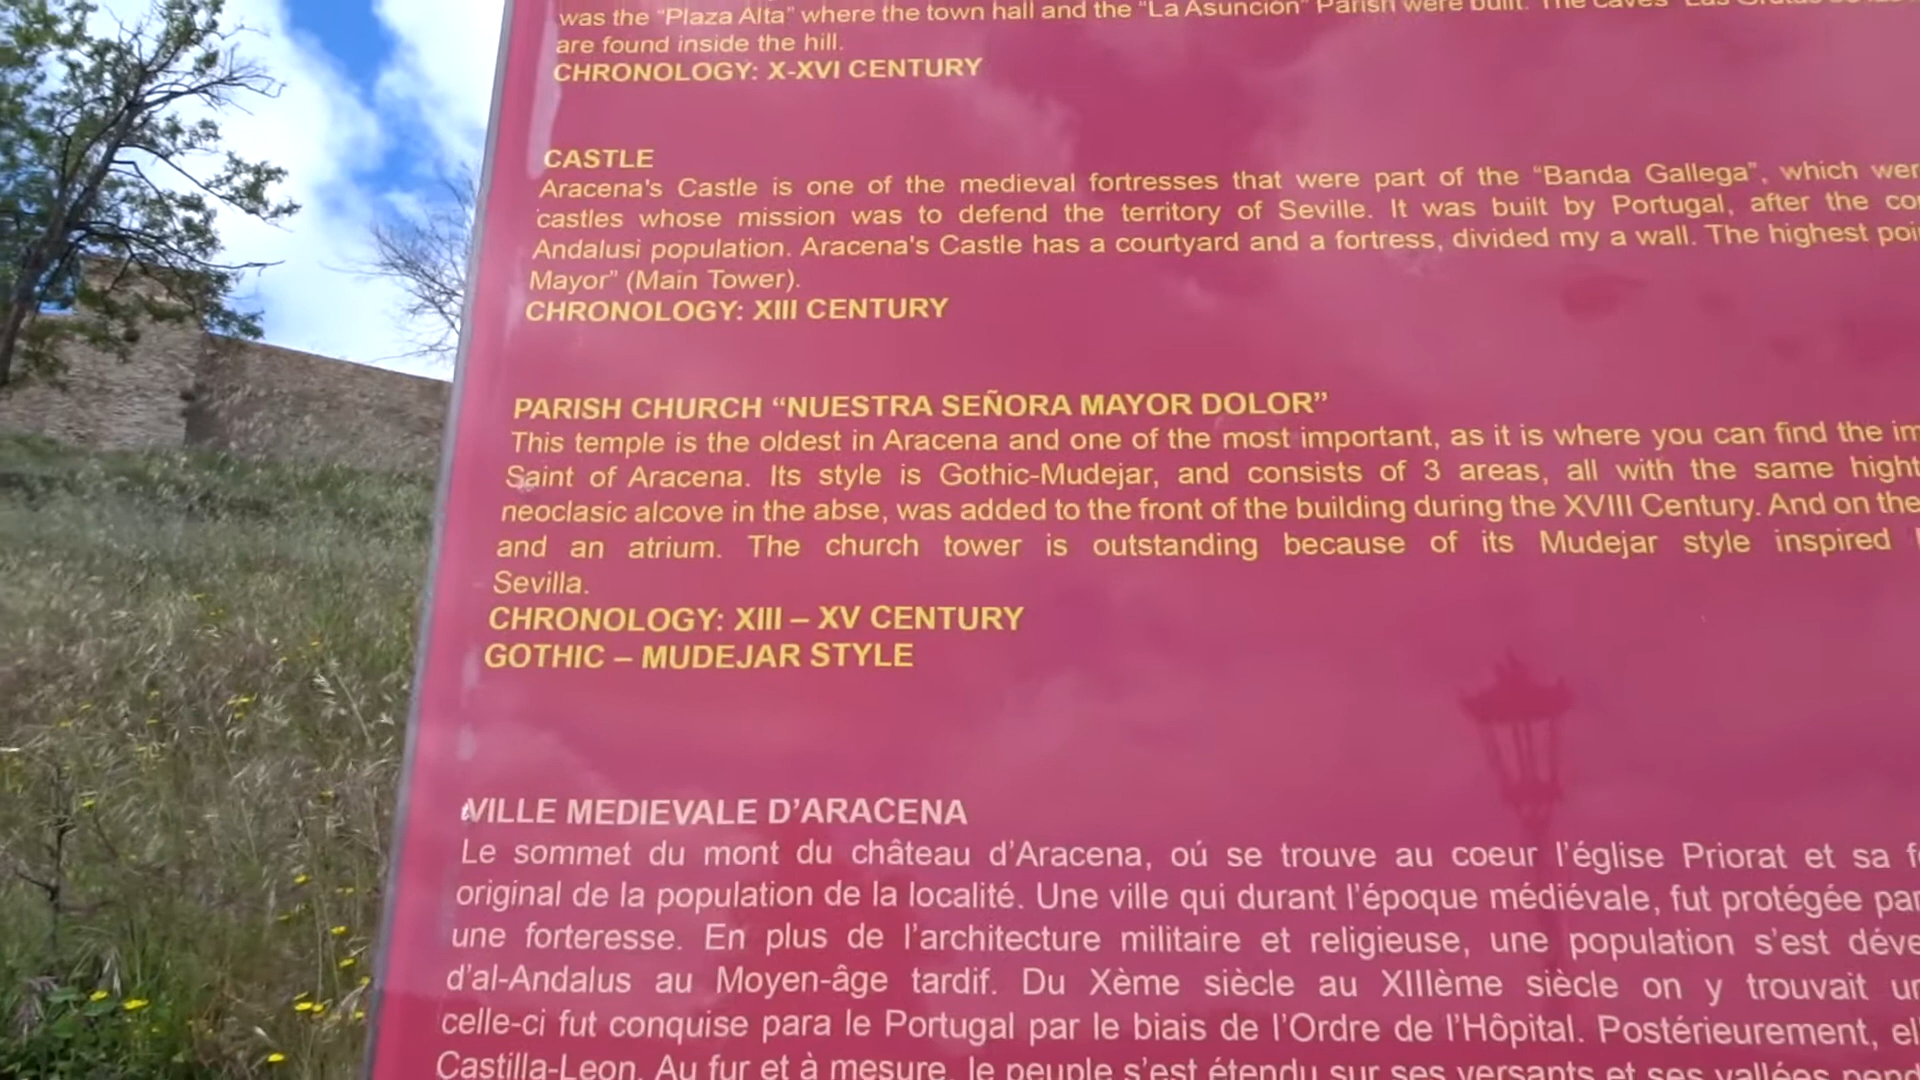 was the “Plaza Alta” where the town hall and the “La Asunción” Parish were built. The caves
are found inside the hill.
CHRONOLOGY: X-XVI CENTURY
CASTLE
Aracena's Castle is one of the medieval fortresses that were part of the “Banda Gallega”, which wer
castles whose mission was to defend the territory of Seville. It was built by Portugal, after the co
Andalusi population. Aracena's Castle has a courtyard and a fortress, divided my a wall. The highest poi
Mayor” (Main Tower).
CHRONOLOGY: XIII CENTURY
PARISH CHURCH “NUESTRA SEÑORA MAYOR DOLOR”
This temple is the oldest in Aracena and one of the most important, as it is where you can find the im
Saint of Aracena. Its style is Gothic-Mudejar, and consists of 3 areas, all with the same hight
neoclasic alcove in the abse, was added to the front of the building during the XVIII Century. And on the
and an atrium. The church tower is outstanding because of its Mudejar style inspired
Sevilla.
CHRONOLOGY: XIII – XV CENTURY
GOTHIC – MUDEJAR STYLE
VILLE MEDIEVALE D’ARACENA
Le sommet du mont du château d’Aracena, oú se trouve au coeur l’église Priorat et sa f
original de la population de la localité. Une ville qui durant l’époque médiévale, fut protégée par
une forteresse. En plus de l’architecture militaire et religieuse, une population s’est déve
d’al-Andalus au Moyen-âge tardif. Du Xème siècle au XIIIème siècle on y trouvait un
celle-ci fut conquise para le Portugal par le biais de l’Ordre de l’Hôpital. Postérieurement, ell
Castilla-Leon. Au fur et à mesure, le peuple s’est étendu sur ses versants et ses vallées pend